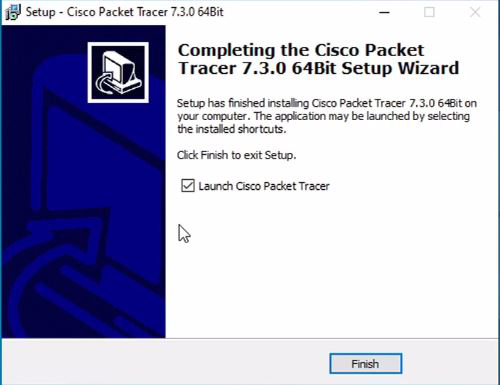 Setup - Cisco Packet Tracer 7.3.0 64Bit
Completing the Cisco Packet
Tracer 7.3.0 64Bit Setup Wizard
Setup has finished installing Cisco Packet Tracer 7.3.0 64Bit on
your computer. The application may be launched by selecting
the installed shortcuts.
Click Finish to exit Setup.
Launch Cisco Packet Tracer
Finish